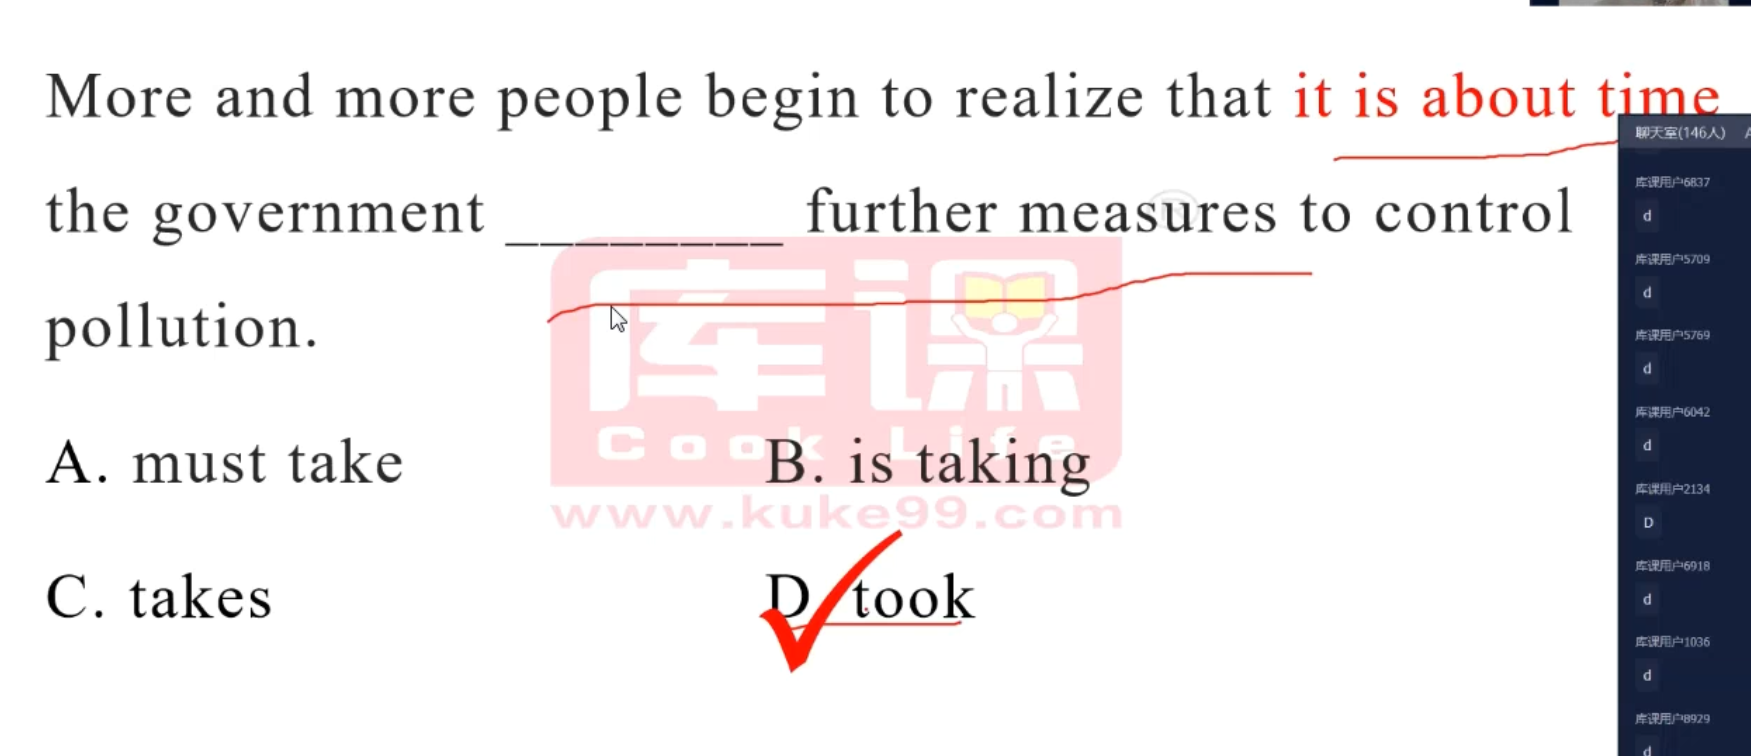 More and more people begin to realize that it is about time
the government ________ further measures to control
pollution.
A. must take
B. is taking
C. takes
D. took
库课
®
Cook Life
www.kuke99.com
聊天室(146人)
库课用户6837
d
库课用户5709
d
库课用户5769
d
库课用户6042
d
库课用户2134
D
库课用户6918
d
库课用户1036
d
库课用户8929
d